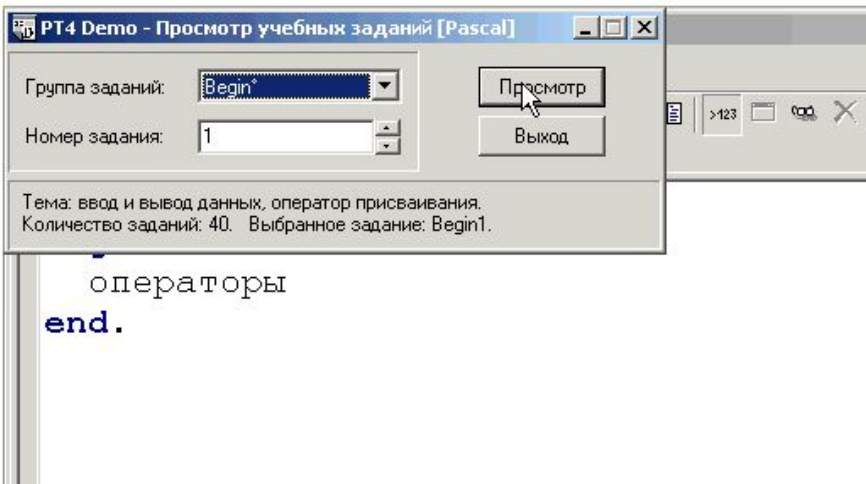 PT4 Demo - Просмотр учебных заданий [Pascal]
Группа заданий: Begin* Просмотр
Номер задания: 1 Выход
>123
Тема: ввод и вывод данных, оператор присваивания.
Количество заданий: 40. Выбранное задание: Begin1.
операторы
end.